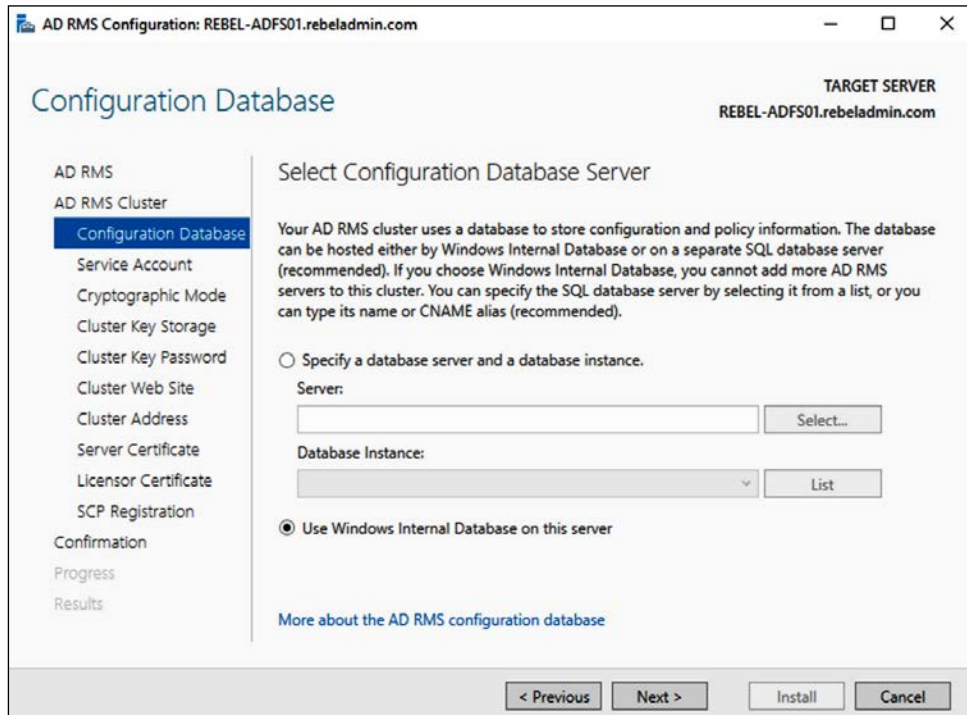 AD RMS Configuration: REBEL-ADFS01.rebeladmin.com
Configuration Database
TARGET SERVER
REBEL-ADFS01.rebeladmin.com
AD RMS
AD RMS Cluster
Configuration Database
Service Account
Cryptographic Mode
Cluster Key Storage
Cluster Key Password
Cluster Web Site
Cluster Address
Server Certificate
Licensor Certificate
SCP Registration
Confirmation
Progress
Results
Select Configuration Database Server
Your AD RMS cluster uses a database to store configuration and policy information. The database
can be hosted either by Windows Internal Database or on a separate SQL database server
(recommended). If you choose Windows Internal Database, you cannot add more AD RMS
servers to this cluster. You can specify the SQL database server by selecting it from a list, or you
can type its name or CNAME alias (recommended).
Specify a database server and a database instance.
Server:
Select...
Database Instance:
List
Use Windows Internal Database on this server
More about the AD RMS configuration database
< Previous
Next >
Install
Cancel